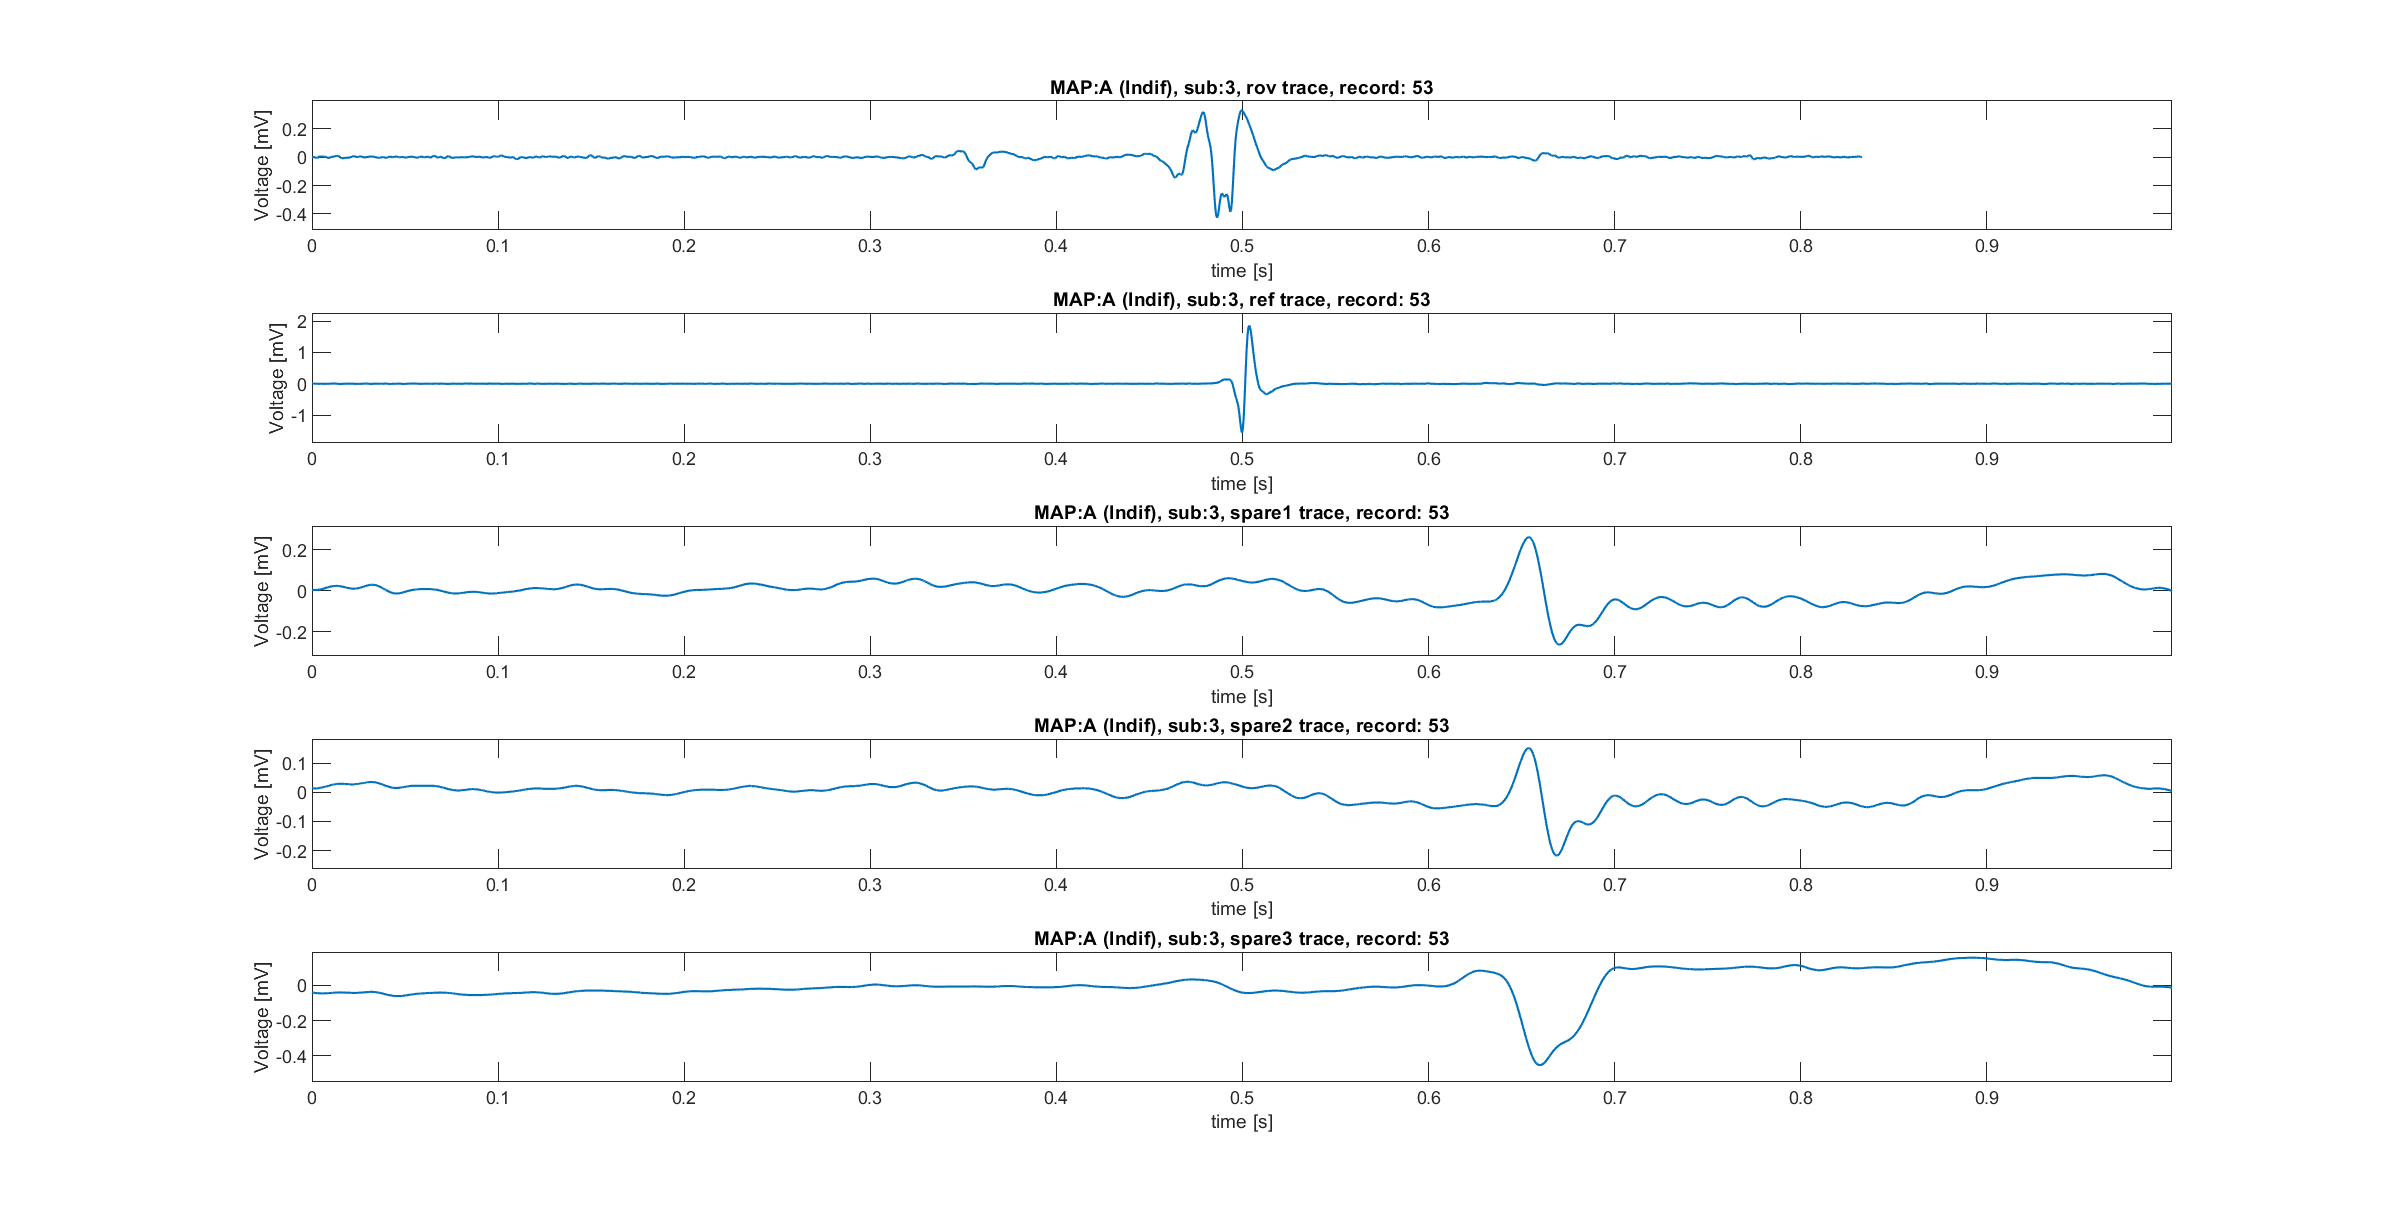 MAP:A (Indif), sub:3, rov trace, record: 53
Voltage [mV]
0.2
0
-0.2
-0.4
0 0.1 0.2 0.3 0.4 0.5 0.6 0.7 0.8 0.9
time [s]
MAP:A (Indif), sub:3, ref trace, record: 53
Voltage [mV]
2
1
0
-1
0 0.1 0.2 0.3 0.4 0.5 0.6 0.7 0.8 0.9
time [s]
MAP:A (Indif), sub:3, spare1 trace, record: 53
Voltage [mV]
0.2
0
-0.2
0 0.1 0.2 0.3 0.4 0.5 0.6 0.7 0.8 0.9
time [s]
MAP:A (Indif), sub:3, spare2 trace, record: 53
Voltage [mV]
0.1
0
-0.1
-0.2
0 0.1 0.2 0.3 0.4 0.5 0.6 0.7 0.8 0.9
time [s]
MAP:A (Indif), sub:3, spare3 trace, record: 53
Voltage [mV]
0
-0.2
-0.4
0 0.1 0.2 0.3 0.4 0.5 0.6 0.7 0.8 0.9
time [s]